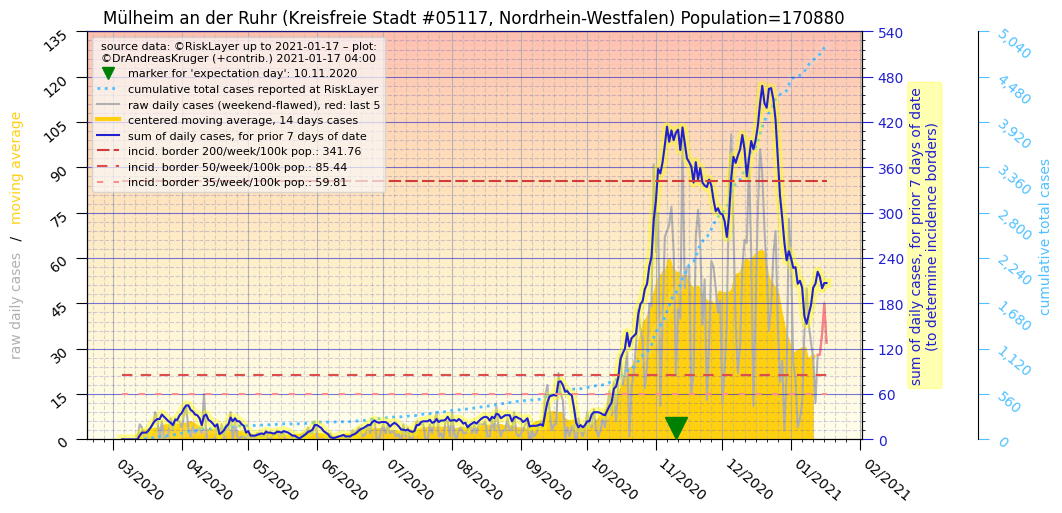 Mülheim an der Ruhr (Kreisfreie Stadt #05117, Nordrhein-Westfalen) Population=170880
source data: ©RiskLayer up to 2021-01-17 – plot:
©DrAndreasKruger (+contrib.) 2021-01-17 04:00
marker for 'expectation day': 10.11.2020
cumulative total cases reported at RiskLayer
raw daily cases (weekend-flawed), red: last 5
centered moving average, 14 days cases
sum of daily cases, for prior 7 days of date
incid. border 200/week/100k pop.: 341.76
incid. border 50/week/100k pop.: 85.44
incid. border 35/week/100k pop.: 59.81
raw daily cases / moving average
135
120
105
90
75
60
45
30
15
0
03/2020
04/2020
05/2020
06/2020
07/2020
08/2020
09/2020
10/2020
11/2020
12/2020
01/2021
02/2021
540
480
420
360
300
240
180
120
60
0
sum of daily cases, for prior 7 days of date
(to determine incidence borders)
5,040
4,480
3,920
3,360
2,800
2,240
1,680
1,120
560
0
cumulative total cases